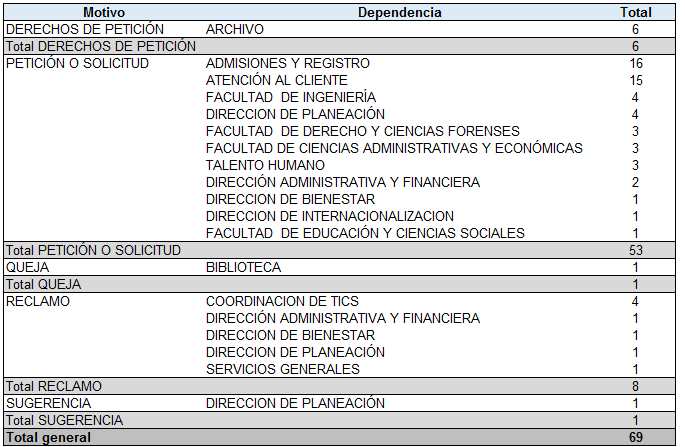 Motivo Dependencia Total
DERECHOS DE PETICIÓN ARCHIVO 6
Total DERECHOS DE PETICIÓN 6
PETICIÓN O SOLICITUD ADMISIONES Y REGISTRO 16
ATENCIÓN AL CLIENTE 15
FACULTAD DE INGENIERÍA 4
DIRECCION DE PLANEACIÓN 4
FACULTAD DE DERECHO Y CIENCIAS FORENSES 3
FACULTAD DE CIENCIAS ADMINISTRATIVAS Y ECONÓMICAS 3
TALENTO HUMANO 3
DIRECCIÓN ADMINISTRATIVA Y FINANCIERA 2
DIRECCION DE BIENESTAR 1
DIRECCION DE INTERNACIONALIZACION 1
FACULTAD DE EDUCACIÓN Y CIENCIAS SOCIALES 1
Total PETICIÓN O SOLICITUD 53
QUEJA BIBLIOTECA 1
Total QUEJA 1
RECLAMO COORDINACION DE TICS 4
DIRECCIÓN ADMINISTRATIVA Y FINANCIERA 1
DIRECCION DE BIENESTAR 1
DIRECCION DE PLANEACIÓN 1
SERVICIOS GENERALES 1
Total RECLAMO 8
SUGERENCIA DIRECCION DE PLANEACIÓN 1
Total SUGERENCIA 1
Total general 69